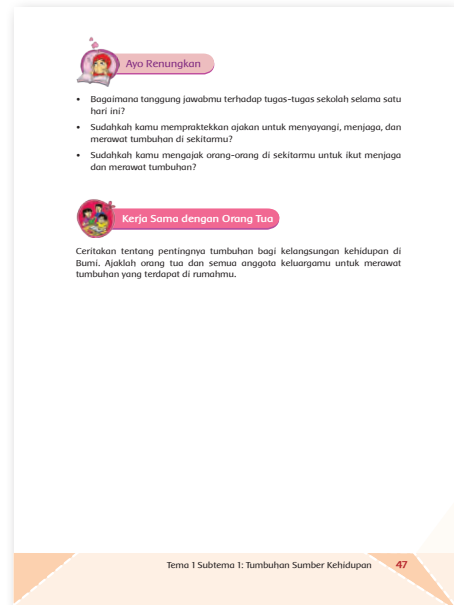 Ayo Renungkan
• Bagaimana tanggung jawabmu terhadap tugas-tugas sekolah selama satu
hari ini?
• Sudahkah kamu mempraktekkan ajakan untuk menyayangi, menjaga, dan
merawat tumbuhan di sekitarmu?
• Sudahkah kamu mengajak orang-orang di sekitarmu untuk ikut menjaga
dan merawat tumbuhan?
Kerja Sama dengan Orang Tua
Ceritakan tentang pentingnya tumbuhan bagi kelangsungan kehidupan di
Bumi. Ajaklah orang tua dan semua anggota keluargamu untuk merawat
tumbuhan yang terdapat di rumahmu.
Tema 1 Subtema 1: Tumbuhan Sumber Kehidupan 47